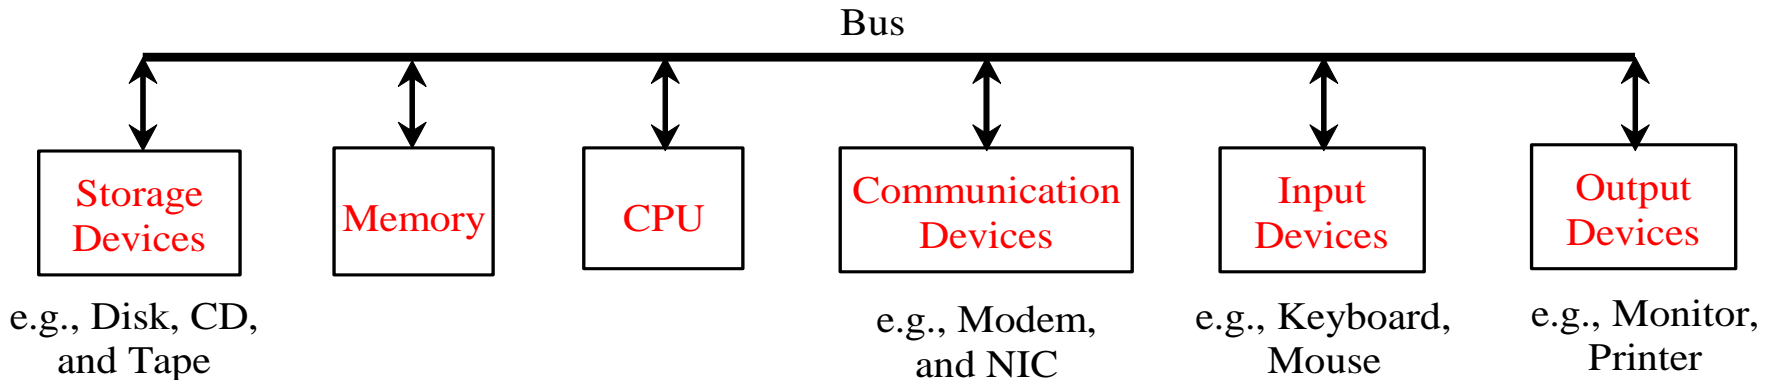 Bus
Storage
Devices
Memory
CPU
Communication
Devices
Input
Devices
Output
Devices
e.g., Disk, CD,
and Tape
e.g., Modem,
and NIC
e.g., Keyboard,
Mouse
e.g., Monitor,
Printer